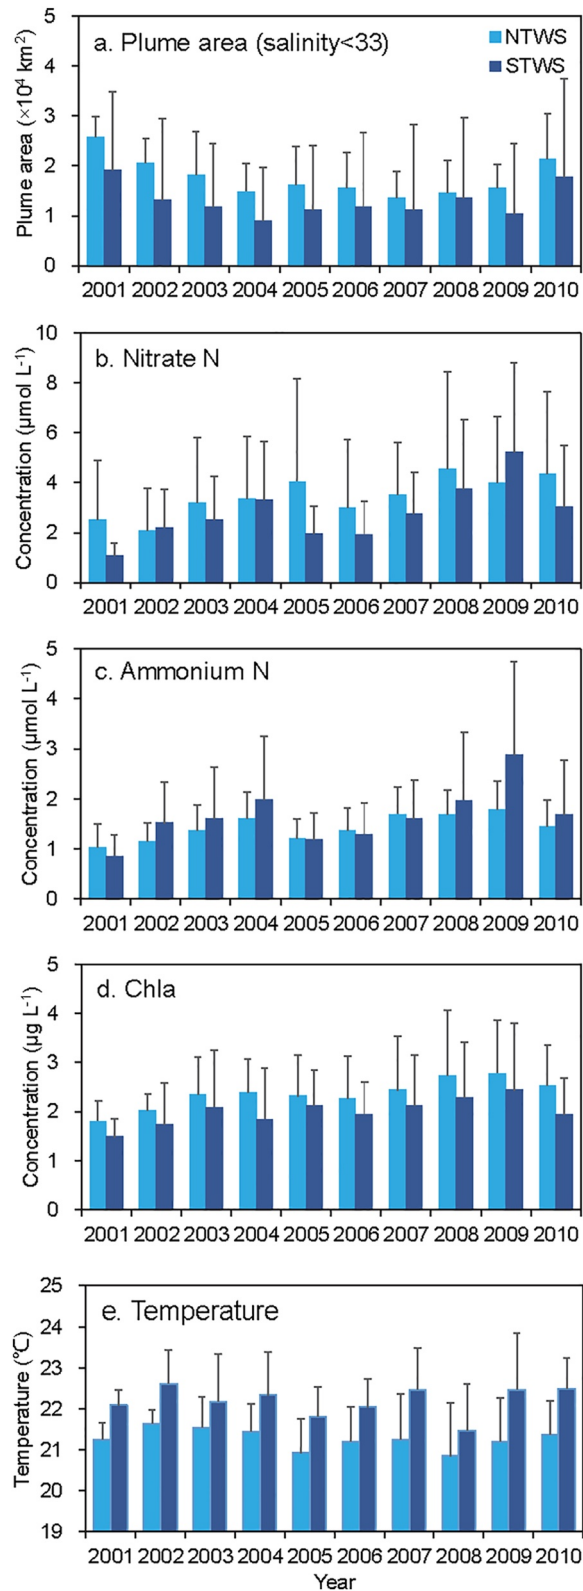 a. Plume area (salinity<33)
NTWS
STWS
Plume area (×10⁴ km²)
5
4
3
2
1
0
2001 2002 2003 2004 2005 2006 2007 2008 2009 2010
b. Nitrate N
Concentration (µmol L⁻¹)
10
8
6
4
2
0
2001 2002 2003 2004 2005 2006 2007 2008 2009 2010
c. Ammonium N
Concentration (µmol L⁻¹)
5
4
3
2
1
0
2001 2002 2003 2004 2005 2006 2007 2008 2009 2010
d. Chla
Concentration (µg L⁻¹)
5
4
3
2
1
0
2001 2002 2003 2004 2005 2006 2007 2008 2009 2010
e. Temperature
Temperature (℃)
25
24
23
22
21
20
19
2001 2002 2003 2004 2005 2006 2007 2008 2009 2010
Year